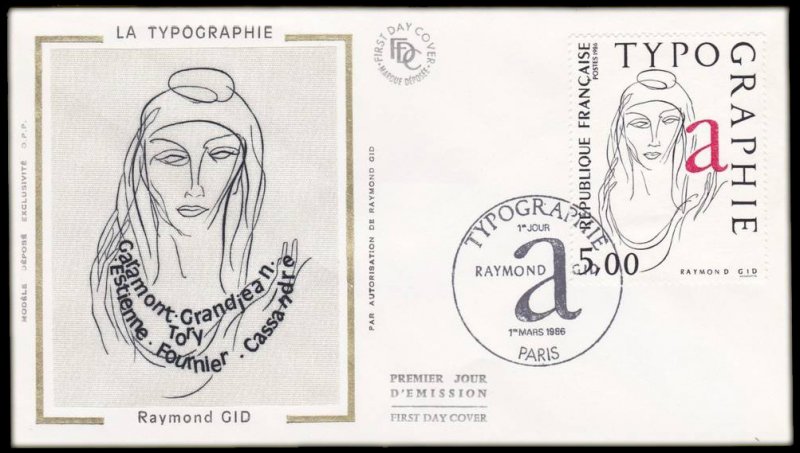 LA TYPOGRAPHIE
Garamont · Grandjean ·
Tory
Estienne · Fournier · Cassandre
Raymond GID
MODÈLE DÉPOSÉ EXCLUSIVITÉ O.P.P.
PAR AUTORISATION DE RAYMOND GID
FIRST DAY COVER
FDC
MARQUE DÉPOSÉE
PREMIER JOUR
D'EMISSION
FIRST DAY COVER
TYPOGRAPHIE
1er JOUR
a
RAYMOND GID
1er MARS 1986
PARIS
RÉPUBLIQUE FRANÇAISE
POSTES 1986
TYPO
GRAPHIE
a
5,00
RAYMOND GID